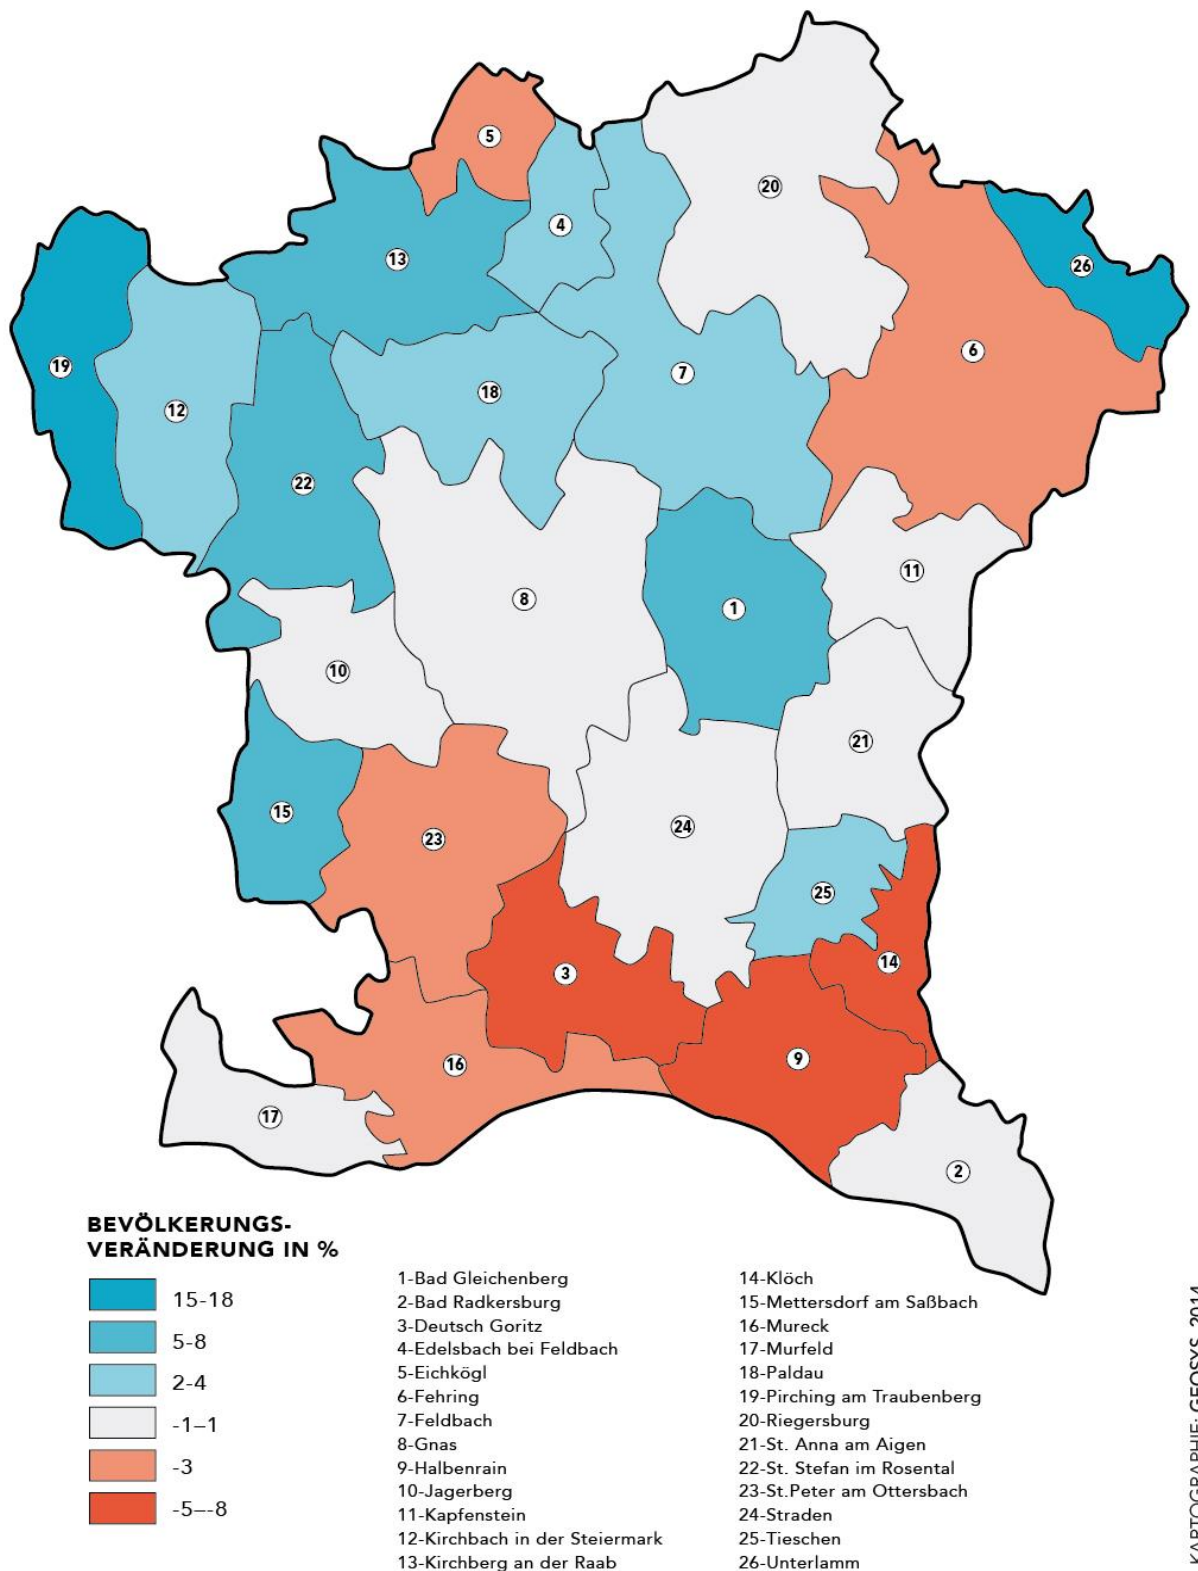 5
20
4
13
26
6
19
7
18
12
22
11
8
1
10
21
15
24
23
25
14
3
9
16
17
2
BEVÖLKERUNGS-
VERÄNDERUNG IN %
15-18
5-8
2-4
-1–1
-3
-5–-8
1-Bad Gleichenberg
2-Bad Radkersburg
3-Deutsch Goritz
4-Edelsbach bei Feldbach
5-Eichkögl
6-Fehring
7-Feldbach
8-Gnas
9-Halbenrain
10-Jagerberg
11-Kapfenstein
12-Kirchbach in der Steiermark
13-Kirchberg an der Raab
14-Klöch
15-Mettersdorf am Saßbach
16-Mureck
17-Murfeld
18-Paldau
19-Pirching am Traubenberg
20-Riegersburg
21-St. Anna am Aigen
22-St. Stefan im Rosental
23-St.Peter am Ottersbach
24-Straden
25-Tieschen
26-Unterlamm
KARTOGRAPHIE: GEOSYS, 2014